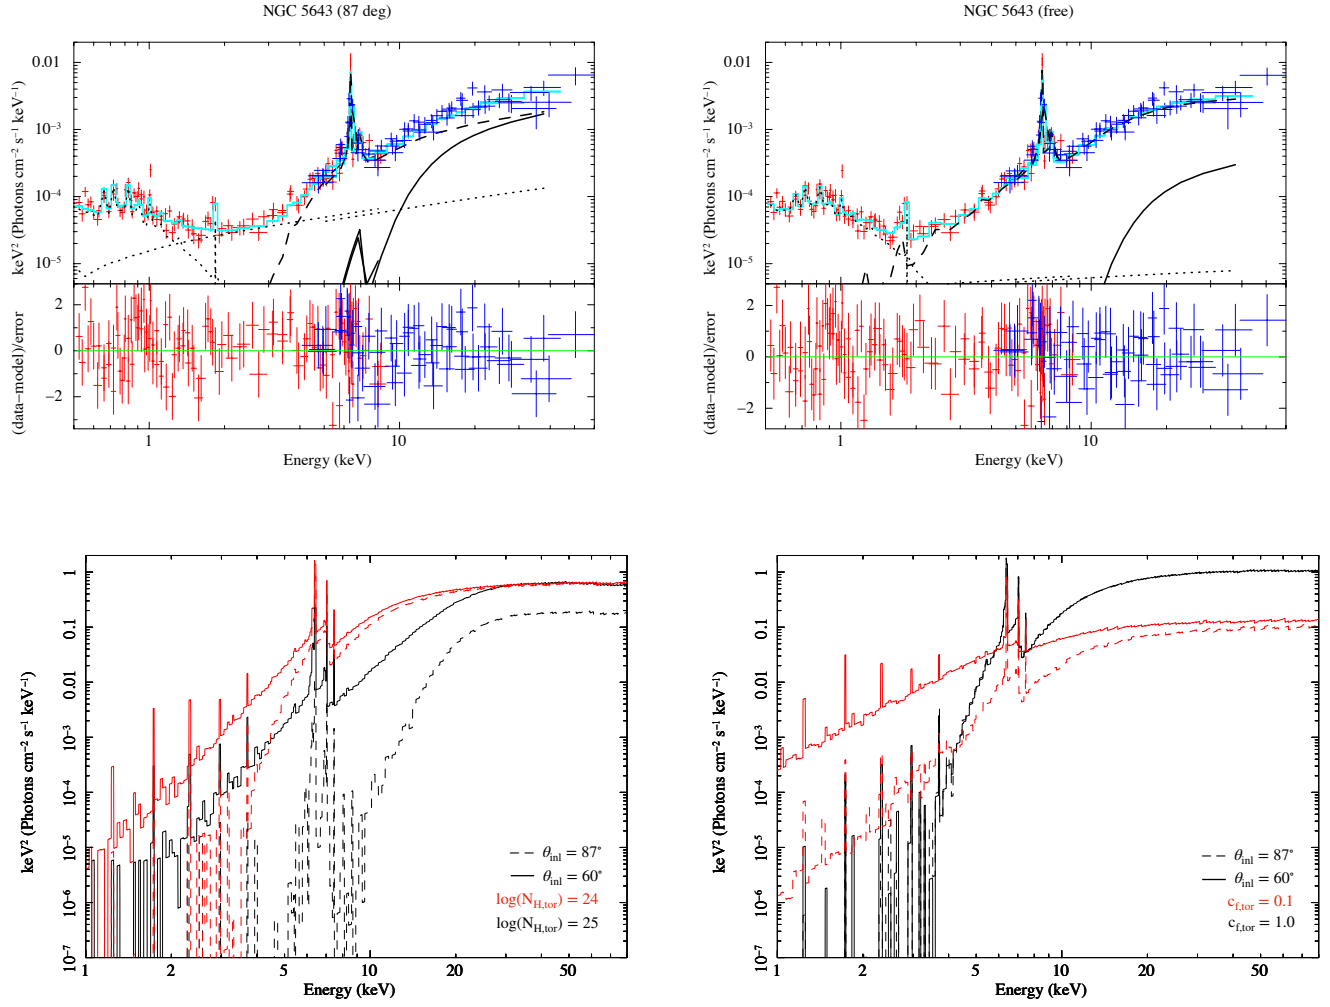 NGC 5643 (87 deg)
keV² (Photons cm⁻² s⁻¹ keV⁻¹)
0.01
10⁻³
10⁻⁴
10⁻⁵
(data−model)/error
2
0
−2
1
10
Energy (keV)
NGC 5643 (free)
keV² (Photons cm⁻² s⁻¹ keV⁻¹)
0.01
10⁻³
10⁻⁴
10⁻⁵
(data−model)/error
2
0
−2
1
10
Energy (keV)
keV² (Photons cm⁻² s⁻¹ keV⁻¹)
1
0.1
0.01
10⁻³
10⁻⁴
10⁻⁵
10⁻⁶
10⁻⁷
θinl = 87°
θinl = 60°
log(NH,tor) = 24
log(NH,tor) = 25
1
2
5
10
20
50
Energy (keV)
keV² (Photons cm⁻² s⁻¹ keV⁻¹)
1
0.1
0.01
10⁻³
10⁻⁴
10⁻⁵
10⁻⁶
10⁻⁷
θinl = 87°
θinl = 60°
cf,tor = 0.1
cf,tor = 1.0
1
2
5
10
20
50
Energy (keV)